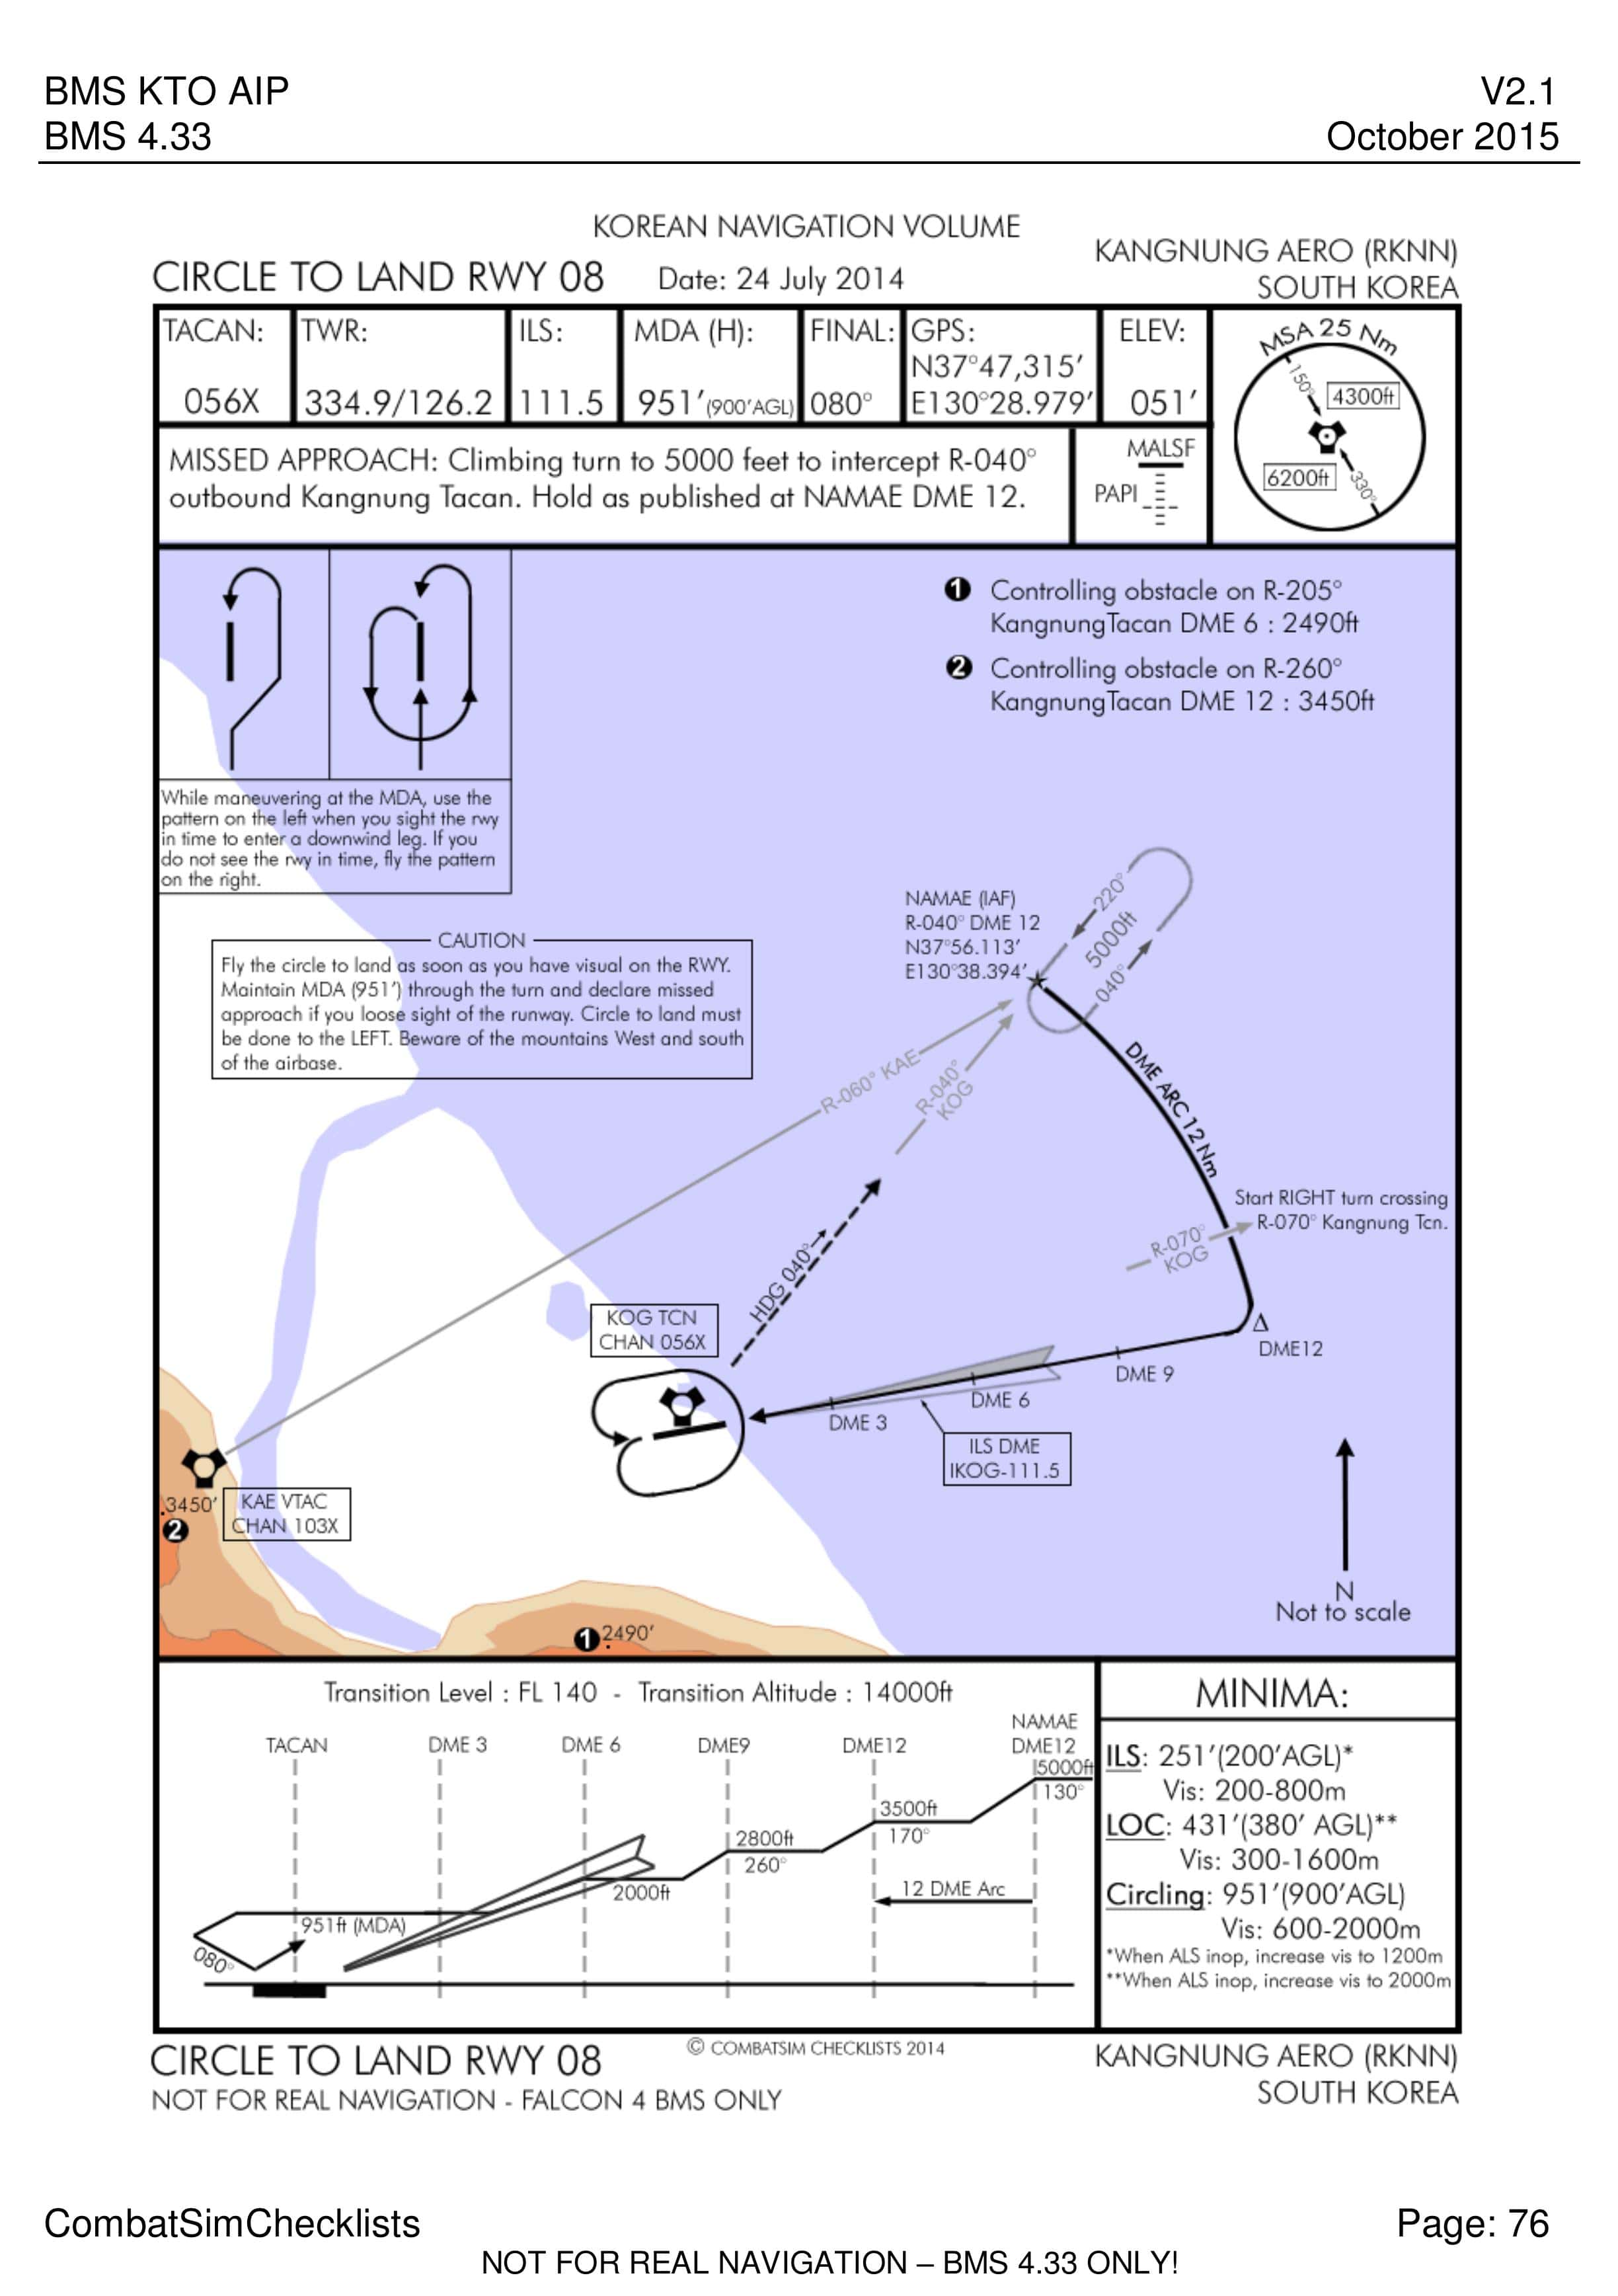 BMS KTO AIP
V2.1
BMS 4.33
October 2015
KOREAN NAVIGATION VOLUME
CIRCLE TO LAND RWY 08
Date: 24 July 2014
KANGNUNG AERO (RKNN)
SOUTH KOREA
TACAN:
056X
TWR:
334.9/126.2
ILS:
111.5
MDA (H):
951'(900'AGL)
FINAL:
080°
GPS:
N37°47,315'
E130°28.979'
ELEV:
051'
MSA 25 Nm
150°
4300ft
6200ft
330°
MISSED APPROACH: Climbing turn to 5000 feet to intercept R-040°
outbound Kangnung Tacan. Hold as published at NAMAE DME 12.
MALSF
PAPI
1 Controlling obstacle on R-205°
KangnungTacan DME 6 : 2490ft
2 Controlling obstacle on R-260°
KangnungTacan DME 12 : 3450ft
While maneuvering at the MDA, use the
pattern on the left when you sight the rwy
in time to enter a downwind leg. If you
do not see the rwy in time, fly the pattern
on the right.
CAUTION
Fly the circle to land as soon as you have visual on the RWY.
Maintain MDA (951') through the turn and declare missed
approach if you loose sight of the runway. Circle to land must
be done to the LEFT. Beware of the mountains West and south
of the airbase.
NAMAE (IAF)
R-040° DME 12
N37°56.113'
E130°38.394'
220°
5000ft
040°
R-060° KAE
R-040°
KOG
DME ARC 12 Nm
Start RIGHT turn crossing
R-070° Kangnung Tcn.
R-070°
KOG
HDG 040°
KOG TCN
CHAN 056X
DME12
DME 9
DME 6
DME 3
ILS DME
IKOG-111.5
.3450'
2
KAE VTAC
CHAN 103X
1 2490'
N
Not to scale
Transition Level : FL 140 - Transition Altitude : 14000ft
TACAN
DME 3
DME 6
DME9
DME12
NAMAE
DME12
5000ft
130°
3500ft
170°
2800ft
260°
2000ft
12 DME Arc
951ft (MDA)
080°
MINIMA:
ILS: 251'(200'AGL)*
Vis: 200-800m
LOC: 431'(380' AGL)**
Vis: 300-1600m
Circling: 951'(900'AGL)
Vis: 600-2000m
*When ALS inop, increase vis to 1200m
**When ALS inop, increase vis to 2000m
CIRCLE TO LAND RWY 08
© COMBATSIM CHECKLISTS 2014
KANGNUNG AERO (RKNN)
NOT FOR REAL NAVIGATION - FALCON 4 BMS ONLY
SOUTH KOREA
CombatSimChecklists
Page: 76
NOT FOR REAL NAVIGATION – BMS 4.33 ONLY!